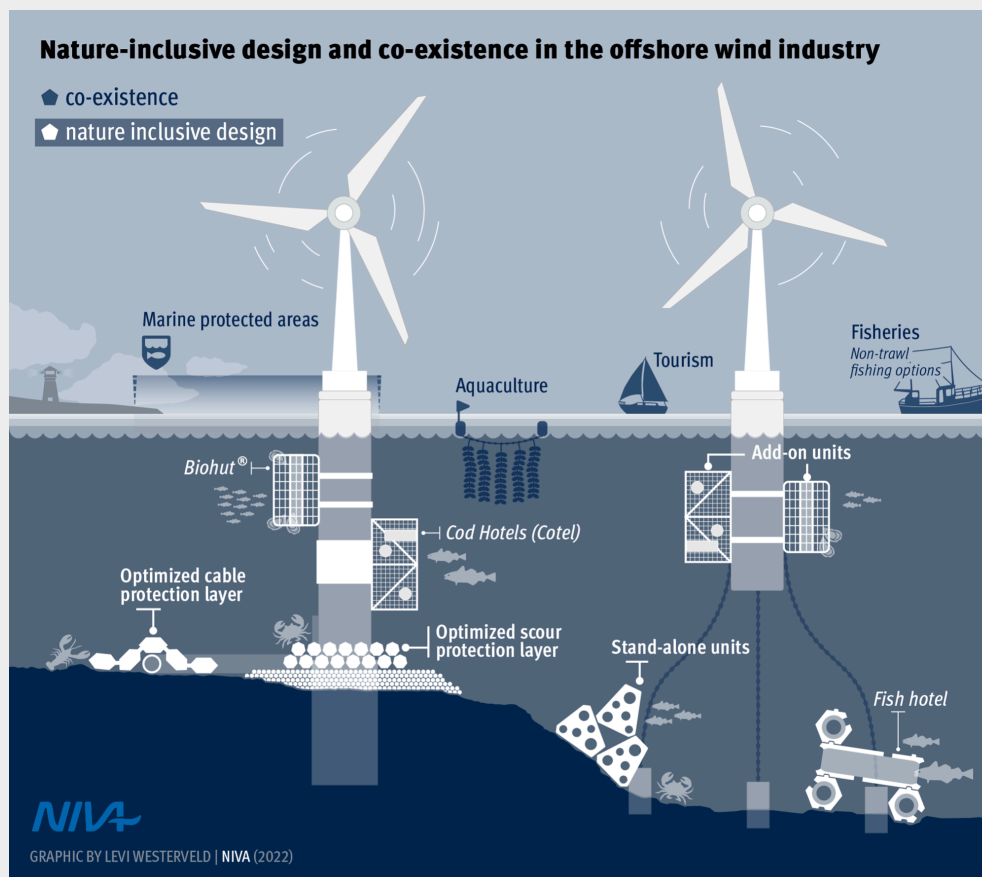 Nature-inclusive design and co-existence in the offshore wind industry
co-existence
nature inclusive design
Marine protected areas
Aquaculture
Tourism
Fisheries
Non-trawl
fishing options
Biohut®
Add-on units
Cod Hotels (Cotel)
Optimized cable
protection layer
Optimized scour
protection layer
Stand-alone units
Fish hotel
NIVA
GRAPHIC BY LEVI WESTERVELD | NIVA (2022)